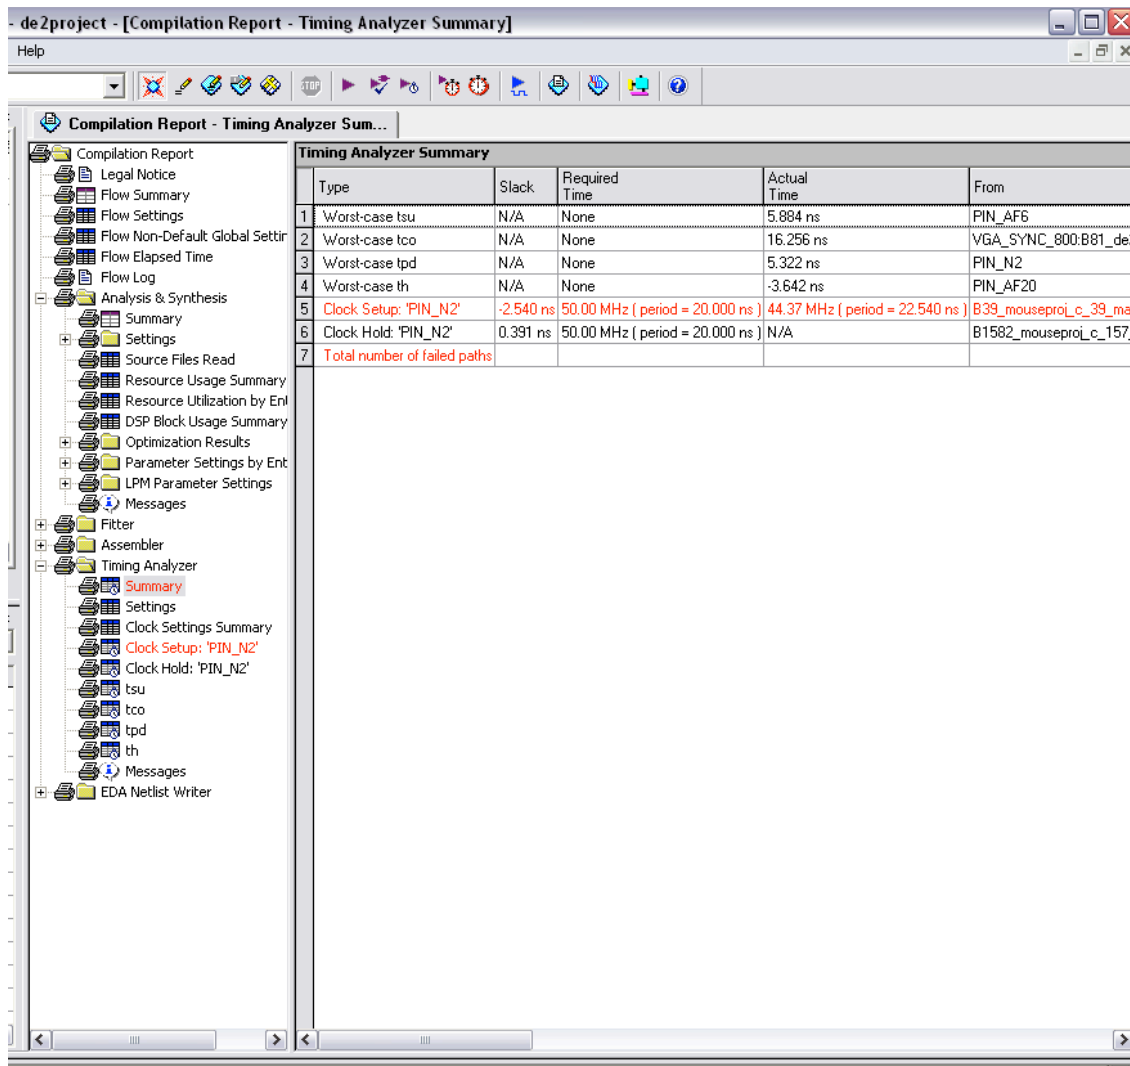 - de2project - [Compilation Report - Timing Analyzer Summary]
Help
STOP
Compilation Report - Timing Analyzer Sum...
Compilation Report
Legal Notice
Flow Summary
Flow Settings
Flow Non-Default Global Settir
Flow Elapsed Time
Flow Log
Analysis & Synthesis
Summary
Settings
Source Files Read
Resource Usage Summary
Resource Utilization by Enl
DSP Block Usage Summary
Optimization Results
Parameter Settings by Ent
LPM Parameter Settings
Messages
Fitter
Assembler
Timing Analyzer
Summary
Settings
Clock Settings Summary
Clock Setup: 'PIN_N2'
Clock Hold: 'PIN_N2'
tsu
tco
tpd
th
Messages
EDA Netlist Writer
Timing Analyzer Summary
Type Slack Required Time Actual Time From
1 Worst-case tsu N/A None 5.884 ns PIN_AF6
2 Worst-case tco N/A None 16.256 ns VGA_SYNC_800:B81_de
3 Worst-case tpd N/A None 5.322 ns PIN_N2
4 Worst-case th N/A None -3.642 ns PIN_AF20
5 Clock Setup: 'PIN_N2' -2.540 ns 50.00 MHz ( period = 20.000 ns ) 44.37 MHz ( period = 22.540 ns ) B39_mouseproj_c_39_ma
6 Clock Hold: 'PIN_N2' 0.391 ns 50.00 MHz ( period = 20.000 ns ) N/A B1582_mouseproj_c_157_
7 Total number of failed paths